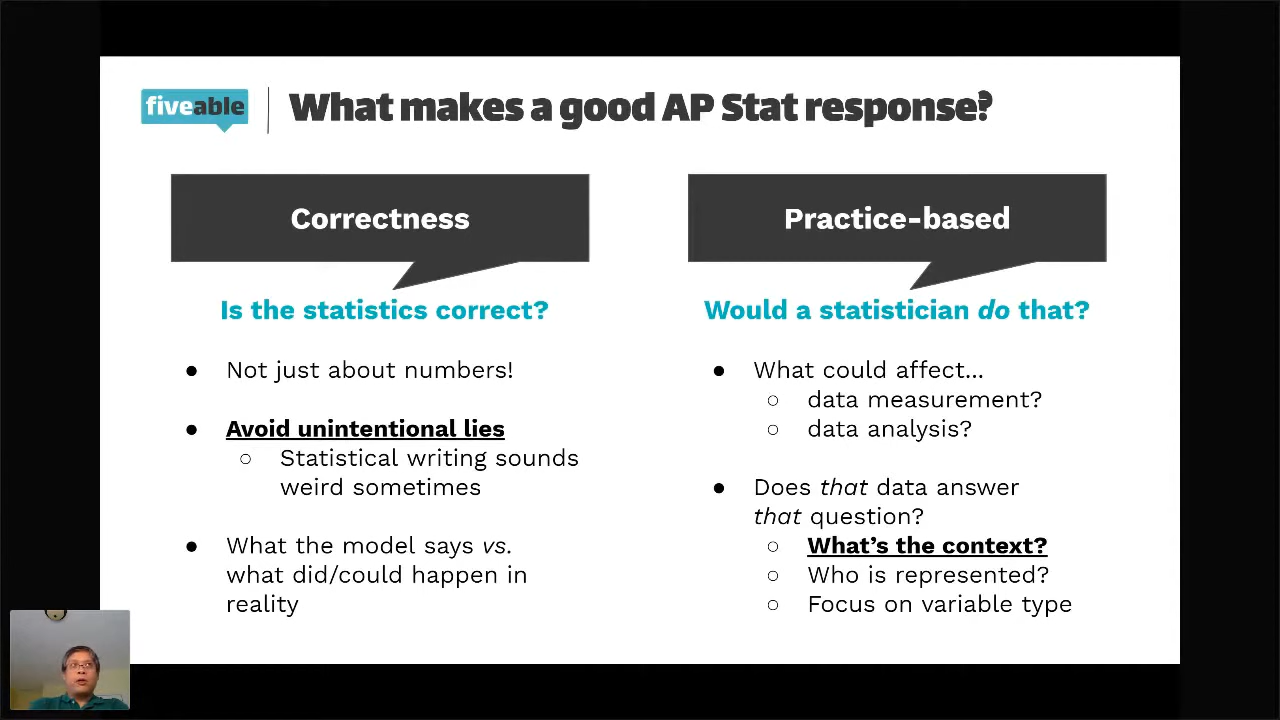 fiveable
What makes a good AP Stat response?
Correctness
Is the statistics correct?
● Not just about numbers!
● Avoid unintentional lies
○ Statistical writing sounds
weird sometimes
● What the model says vs.
what did/could happen in
reality
Practice-based
Would a statistician do that?
● What could affect...
○ data measurement?
○ data analysis?
● Does that data answer
that question?
○ What's the context?
○ Who is represented?
○ Focus on variable type